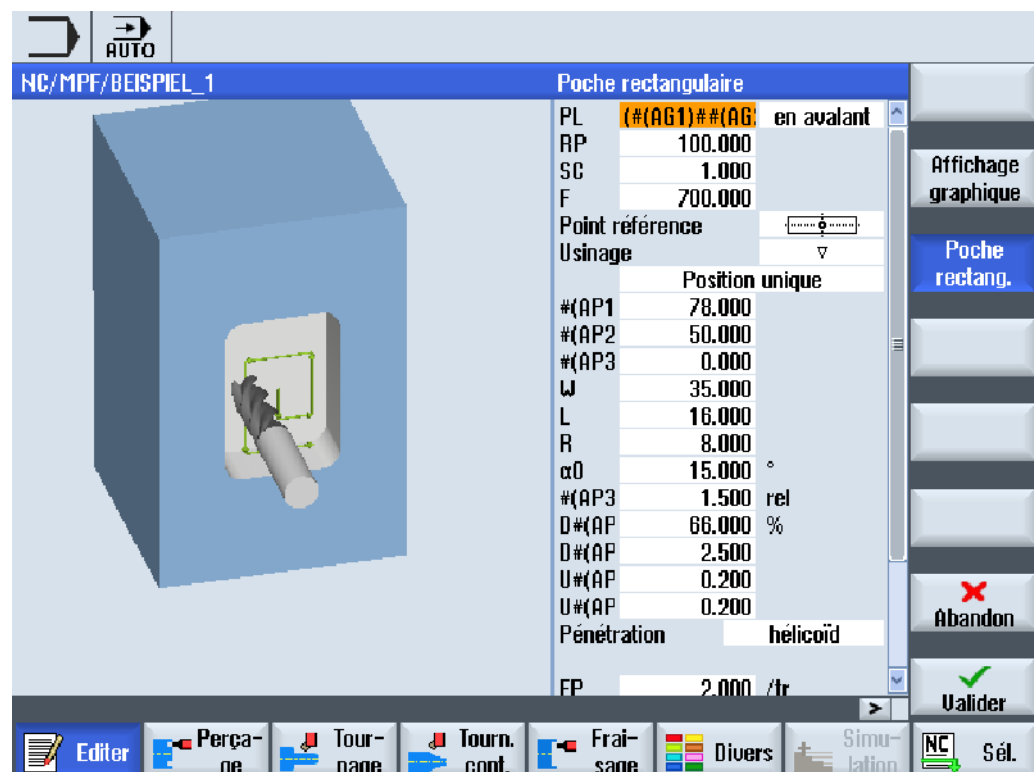 AUTO
NC/MPF/BEISPIEL_1
Poche rectangulaire
PL (#(AG1)##(AG: en avalant
RP 100.000
SC 1.000
F 700.000
Point référence
Usinage ▽
Position unique
#(AP1 78.000
#(AP2 50.000
#(AP3 0.000
W 35.000
L 16.000
R 8.000
α0 15.000 °
#(AP3 1.500 rel
D#(AP 66.000 %
D#(AP 2.500
U#(AP 0.200
U#(AP 0.200
Pénétration hélicoïd
EP 2.000 /tr
Affichage
graphique
Poche
rectang.
Abandon
Valider
>
Editer
Perça-
ge
Tour-
nage
Tourn.
cont.
Frai-
sage
Divers
Simu-
lation
NC Sél.